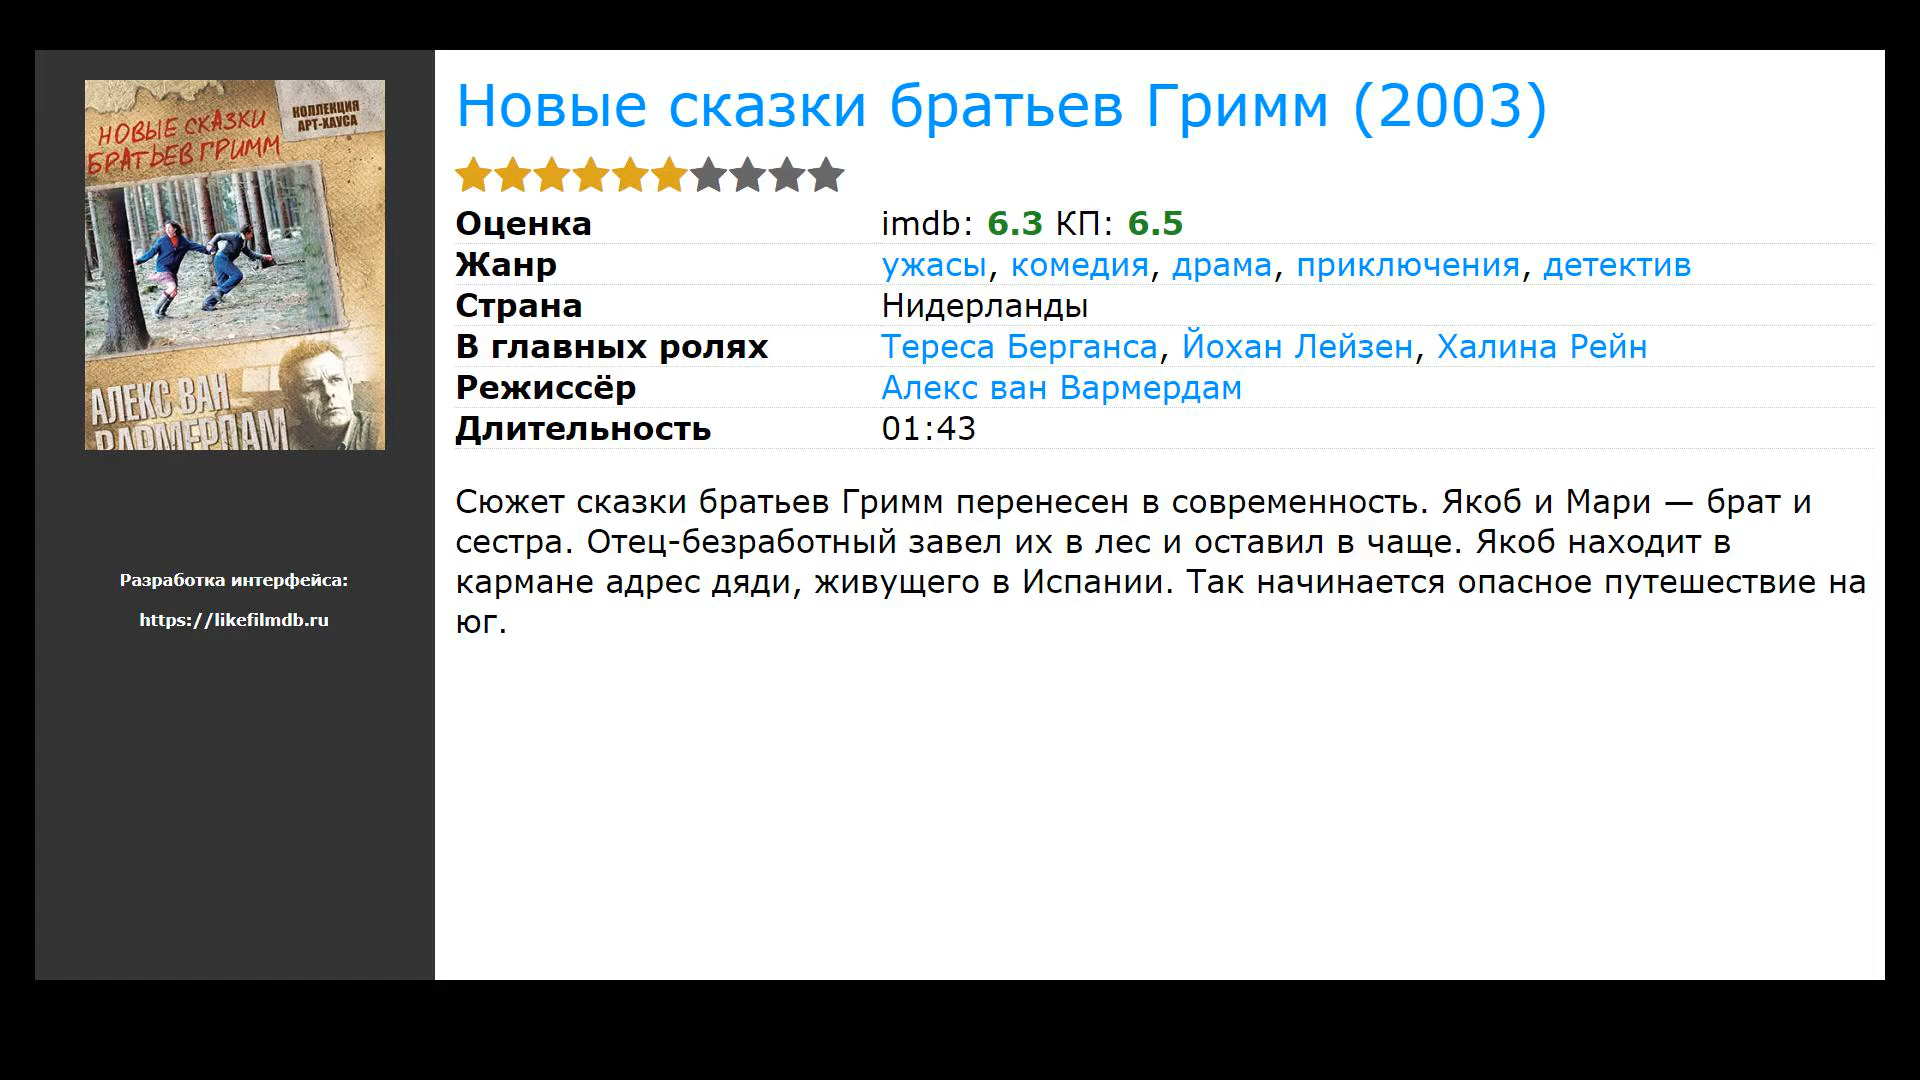 НОВЫЕ СКАЗКИ
БРАТЬЕВ ГРИММ
КОЛЛЕКЦИЯ
АРТ-ХАУСА
АЛЕКС ВАН
ВАРМЕРДАМ
Разработка интерфейса:
https://likefilmdb.ru
Новые сказки братьев Гримм (2003)
Оценка imdb: 6.3 КП: 6.5
Жанр ужасы, комедия, драма, приключения, детектив
Страна Нидерланды
В главных ролях Тереса Берганса, Йохан Лейзен, Халина Рейн
Режиссёр Алекс ван Вармердам
Длительность 01:43
Сюжет сказки братьев Гримм перенесен в современность. Якоб и Мари — брат и
сестра. Отец-безработный завел их в лес и оставил в чаще. Якоб находит в
кармане адрес дяди, живущего в Испании. Так начинается опасное путешествие на
юг.